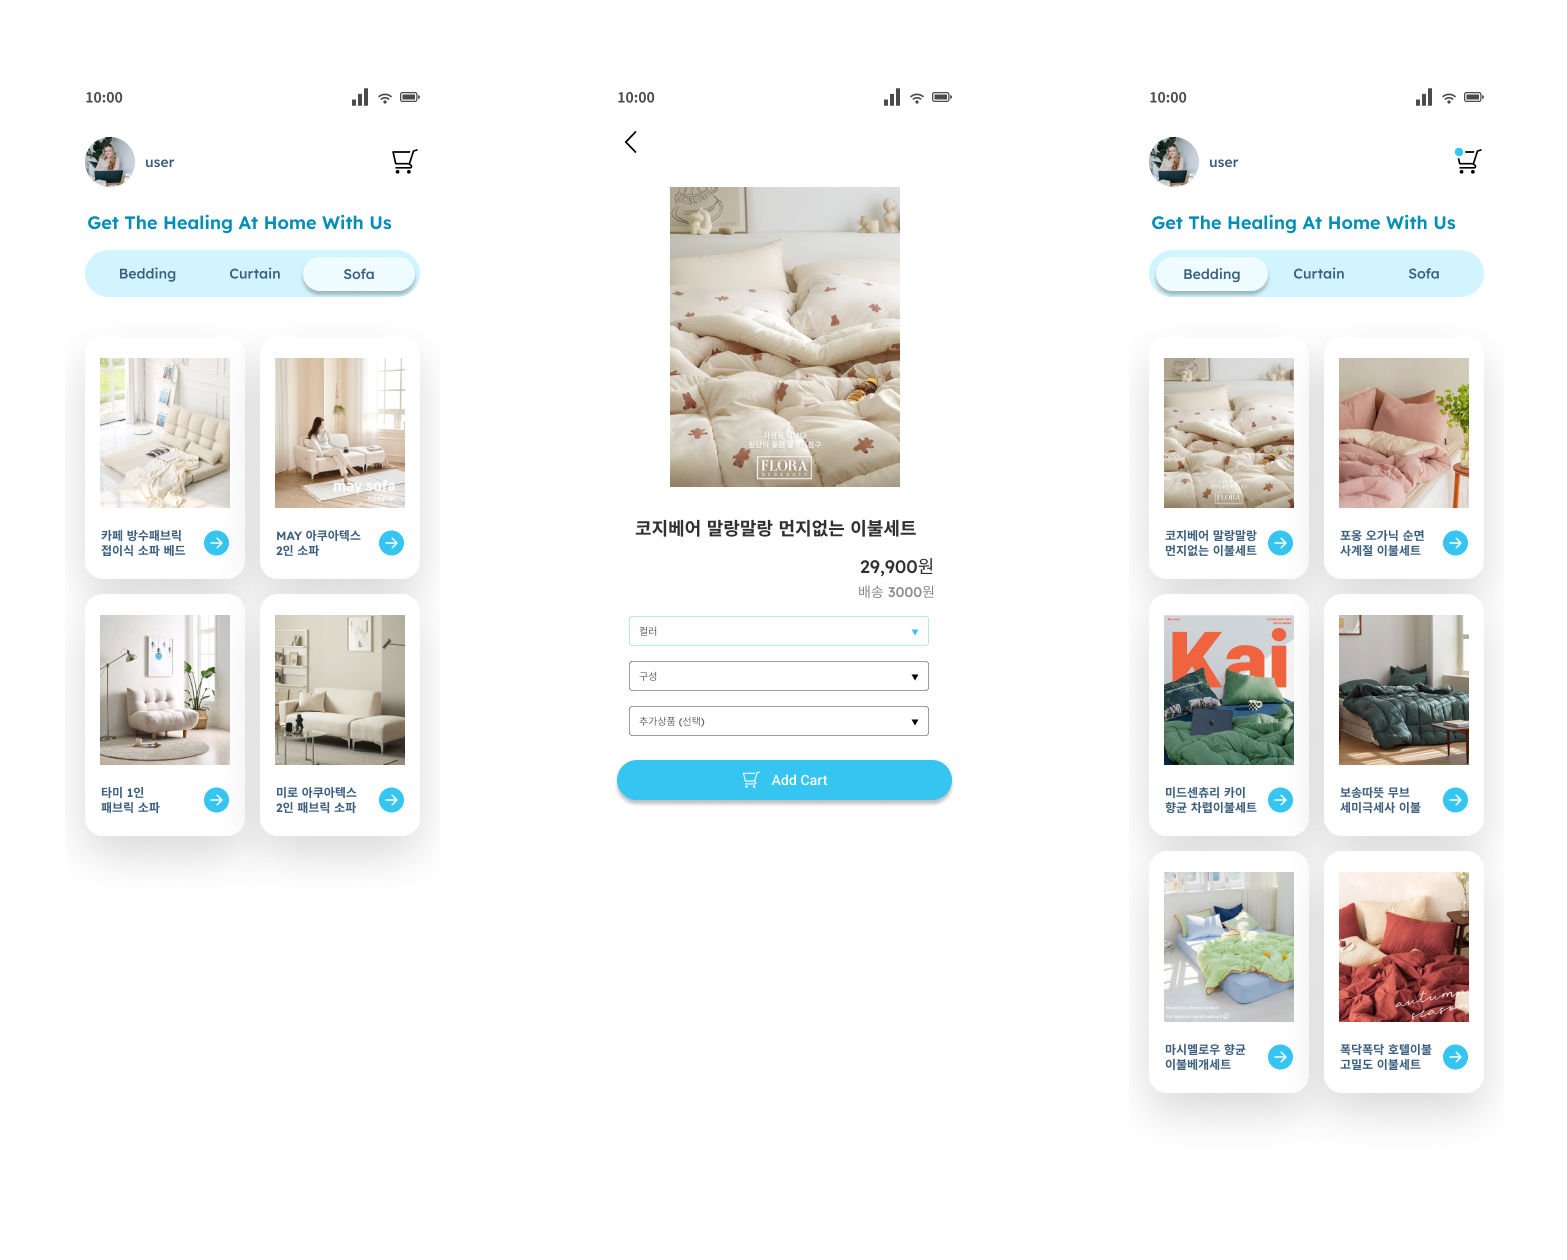 10:00
user
Get The Healing At Home With Us
Bedding
Curtain
Sofa
may sofa
minimal
카페 방수패브릭
접이식 소파 베드
MAY 아쿠아텍스
2인 소파
타미 1인
패브릭 소파
미로 아쿠아텍스
2인 패브릭 소파
10:00
FLORA
코지베어 말랑말랑 먼지없는 이불세트
29,900원
배송 3000원
컬러
구성
추가상품 (선택)
Add Cart
10:00
user
Get The Healing At Home With Us
Bedding
Curtain
Sofa
FLORA
코지베어 말랑말랑
먼지없는 이불세트
포옹 오가닉 순면
사계절 이불세트
Kai
미드센츄리 카이
향균 차렵이불세트
보송따뜻 무브
세미극세사 이불
autumn
season
마시멜로우 향균
이불베개세트
폭닥폭닥 호텔이불
고밀도 이불세트